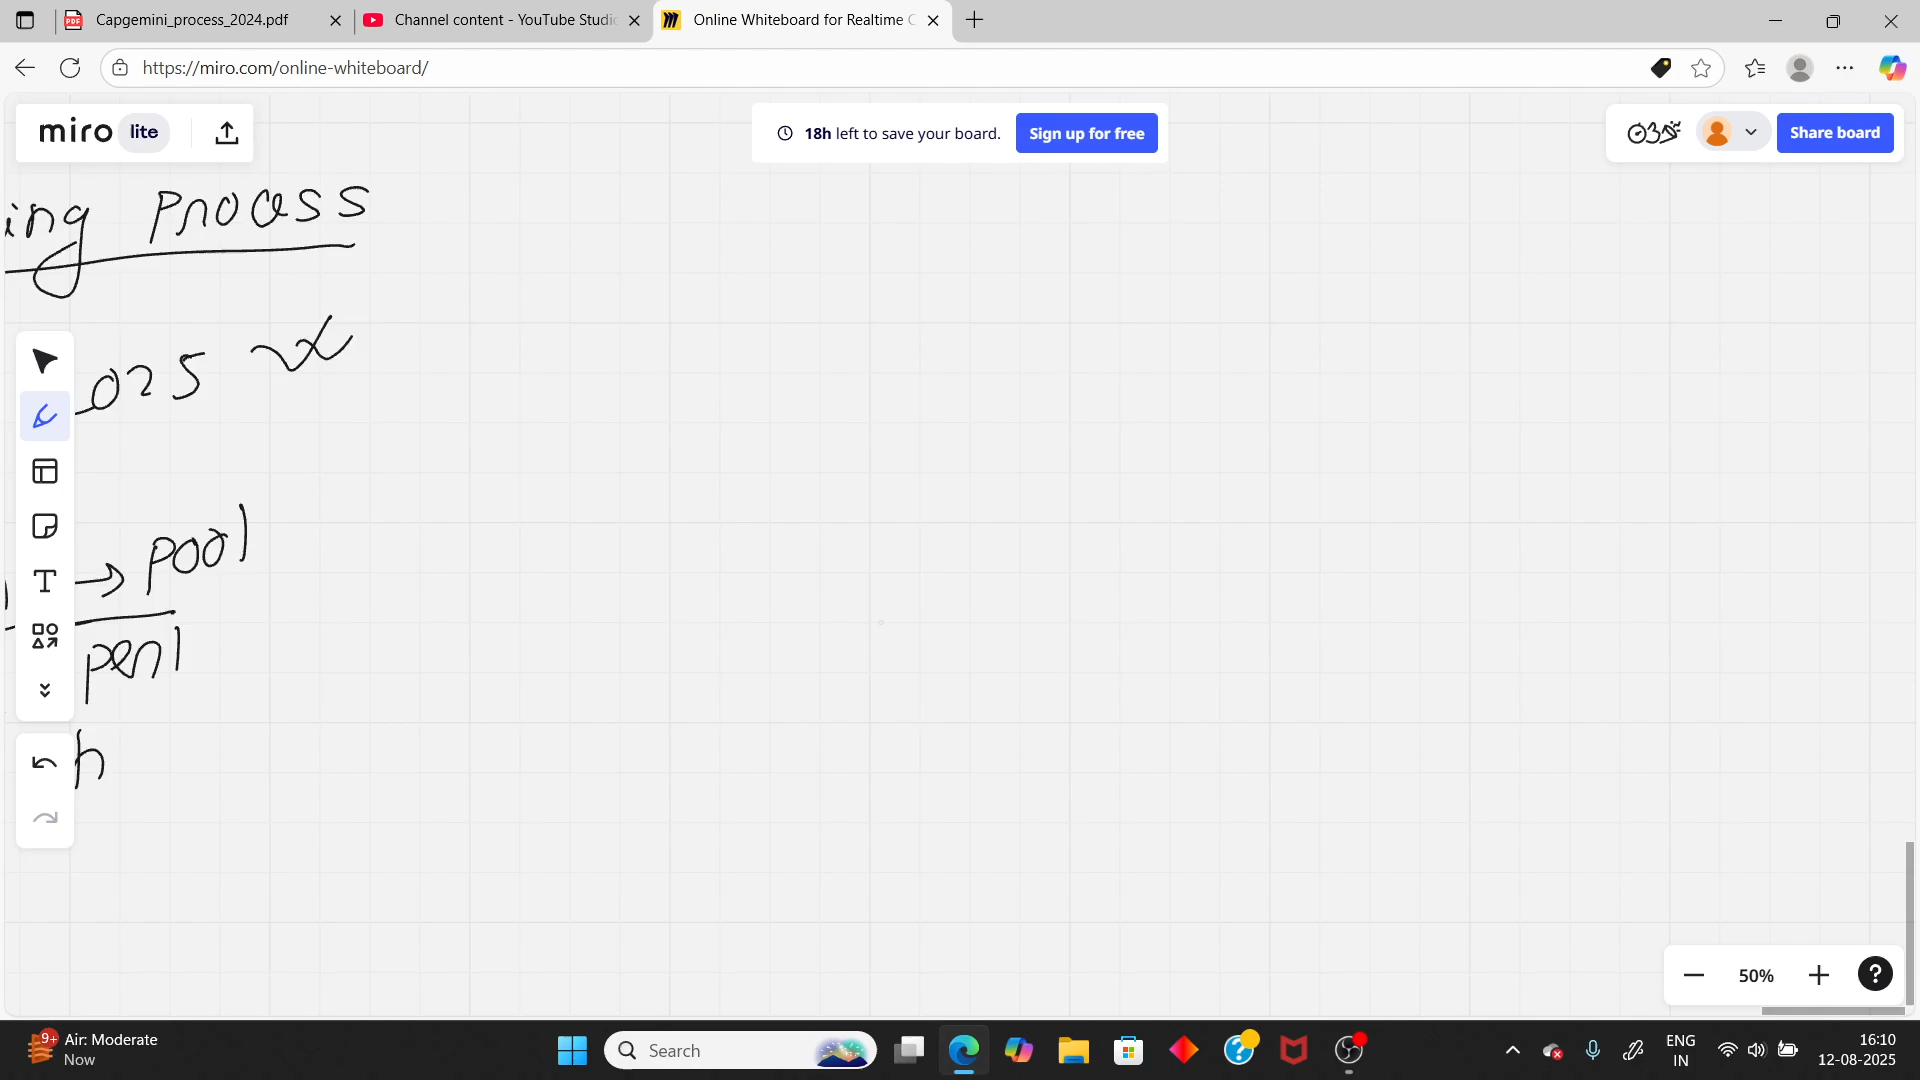 Capgemini_process_2024.pdf
Channel content - YouTube Studi
Online Whiteboard for Realtime C
https://miro.com/online-whiteboard/
miro lite
18h left to save your board.
Sign up for free
Share board
ing Process
025
→ pool
h
50%
9+
Air: Moderate
Now
Search
ENG
IN
16:10
12-08-2025